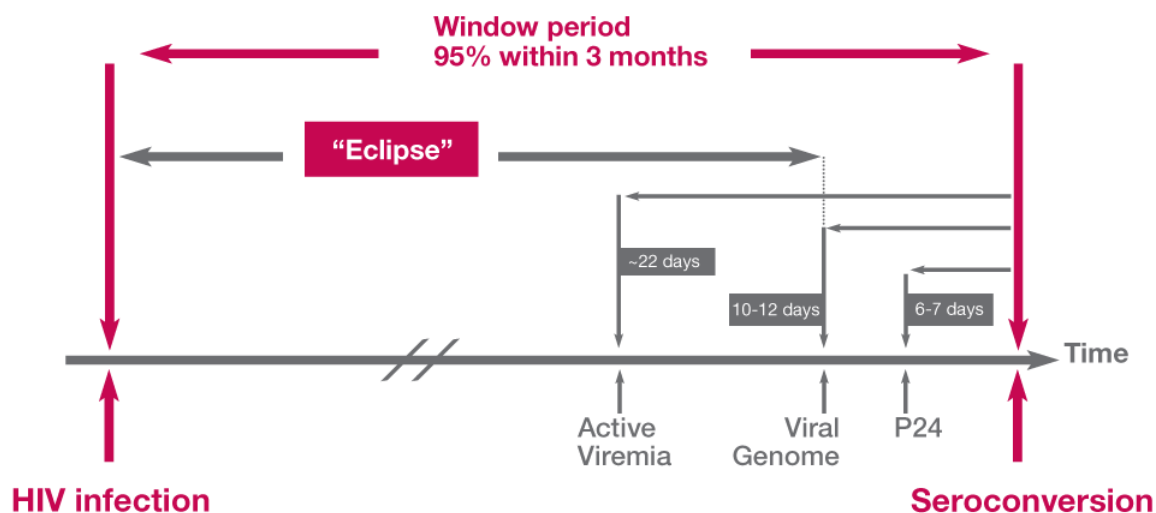 Window period
95% within 3 months
“Eclipse”
~22 days
10-12 days
6-7 days
Time
Active
Viremia
Viral
Genome
P24
HIV infection
Seroconversion